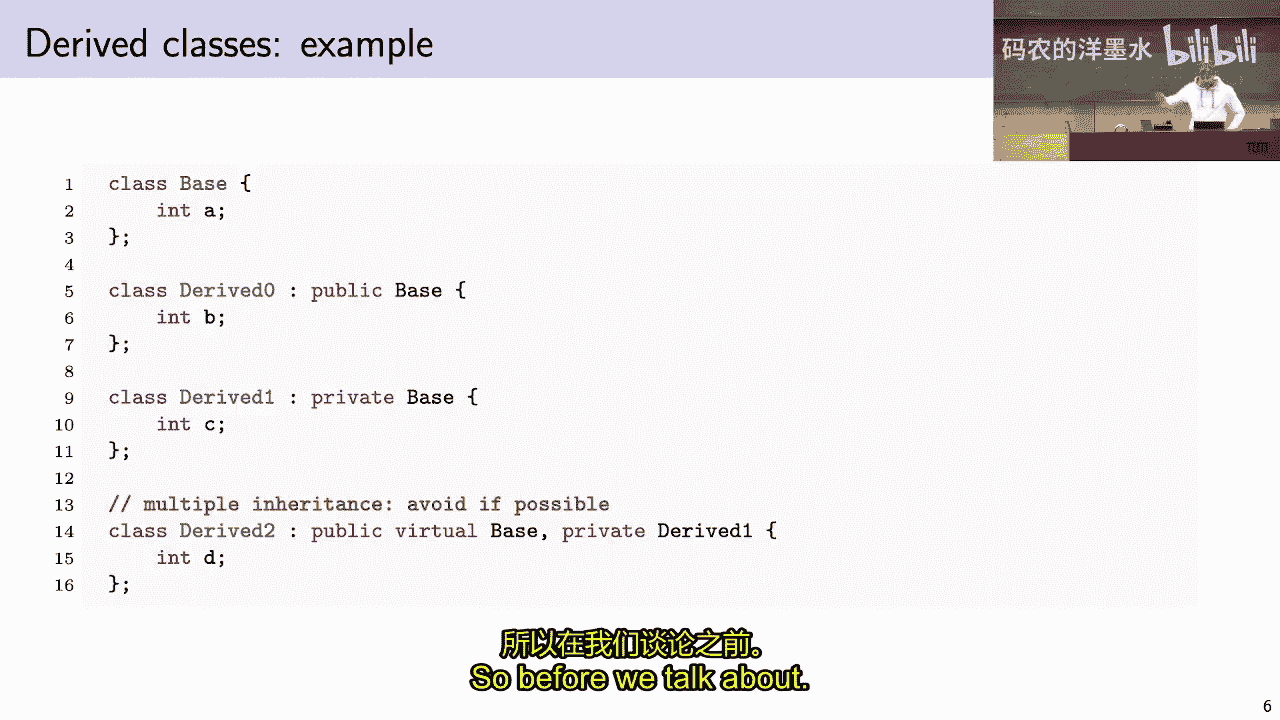 Derived classes: example
码农的洋墨水 bilibili
1 class Base {
2 int a;
3 };
4
5 class Derived0 : public Base {
6 int b;
7 };
8
9 class Derived1 : private Base {
10 int c;
11 };
12
13 // multiple inheritance: avoid if possible
14 class Derived2 : public virtual Base, private Derived1 {
15 int d;
16 };
所以在我们谈论之前。
So before we talk about.
6